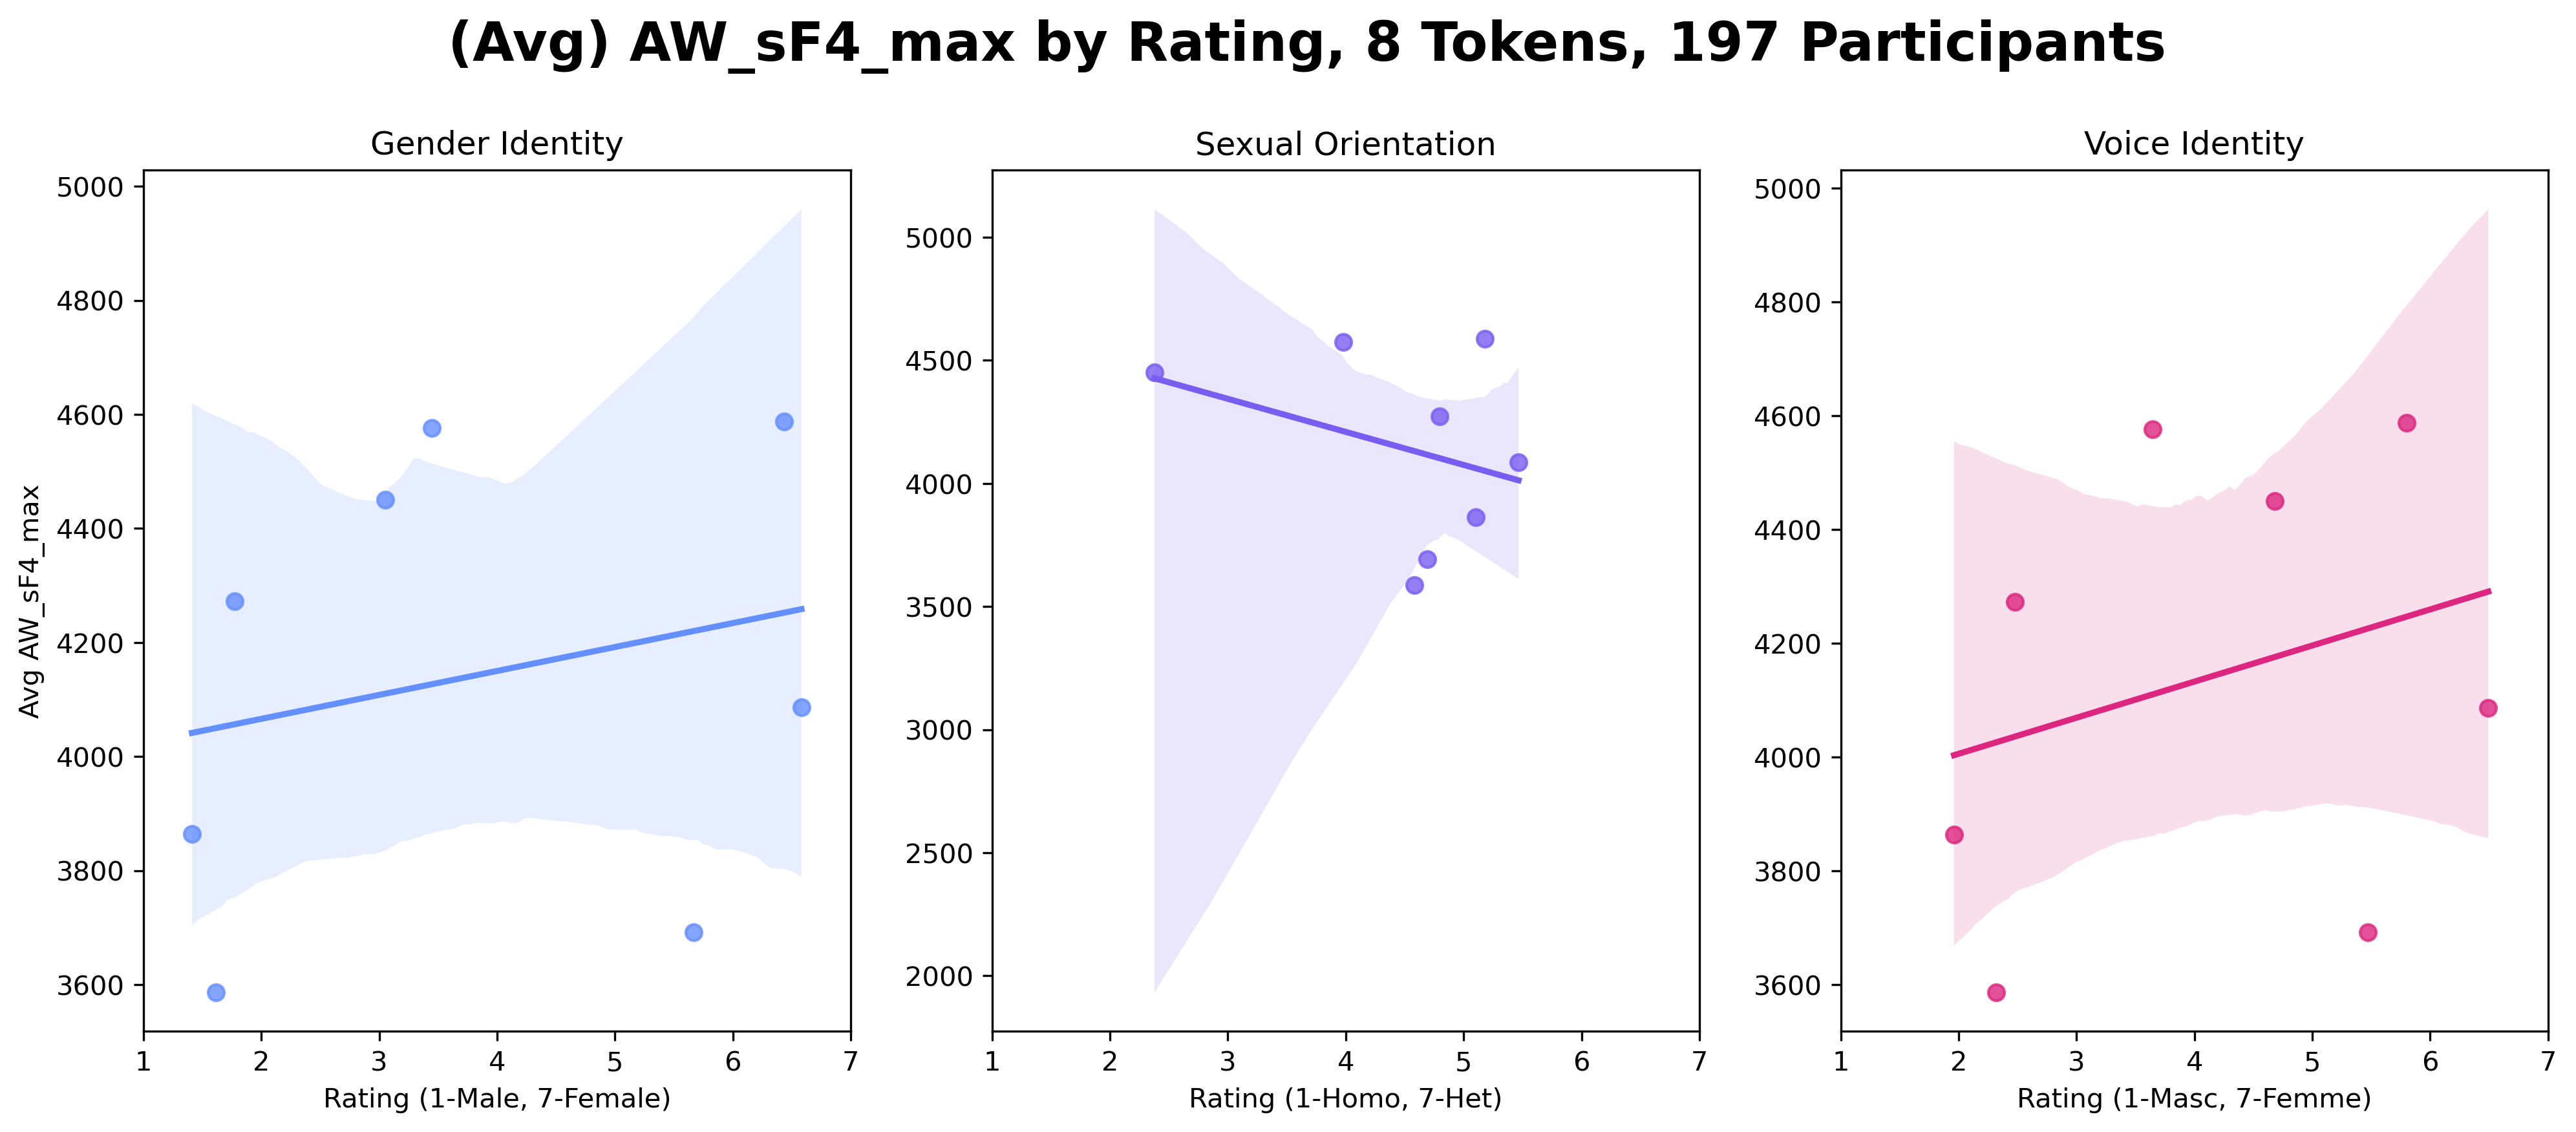 (Avg) AW_sF4_max by Rating, 8 Tokens, 197 Participants
Gender Identity
Avg AW_sF4_max
5000
4800
4600
4400
4200
4000
3800
3600
1 2 3 4 5 6 7
Rating (1-Male, 7-Female)
Sexual Orientation
5000
4500
4000
3500
3000
2500
2000
1 2 3 4 5 6 7
Rating (1-Homo, 7-Het)
Voice Identity
5000
4800
4600
4400
4200
4000
3800
3600
1 2 3 4 5 6 7
Rating (1-Masc, 7-Femme)